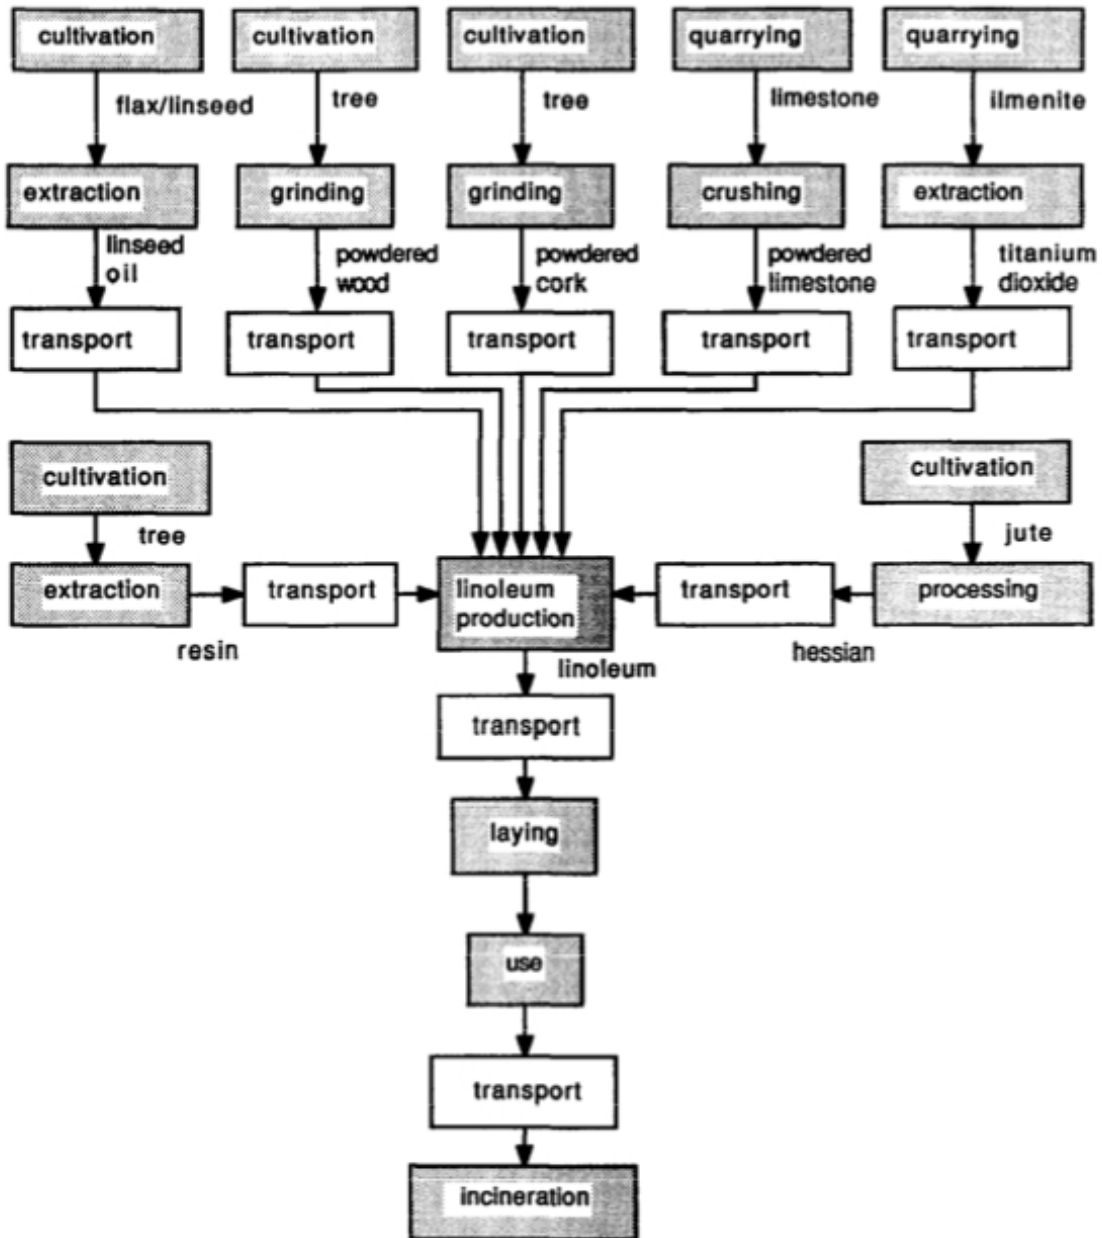 cultivation
cultivation
cultivation
quarrying
quarrying
flax/linseed
tree
tree
limestone
ilmenite
extraction
grinding
grinding
crushing
extraction
linseed
oil
powdered
wood
powdered
cork
powdered
limestone
titanium
dioxide
transport
transport
transport
transport
transport
cultivation
cultivation
tree
jute
extraction
transport
linoleum
production
transport
processing
resin
hessian
linoleum
transport
laying
use
transport
incineration